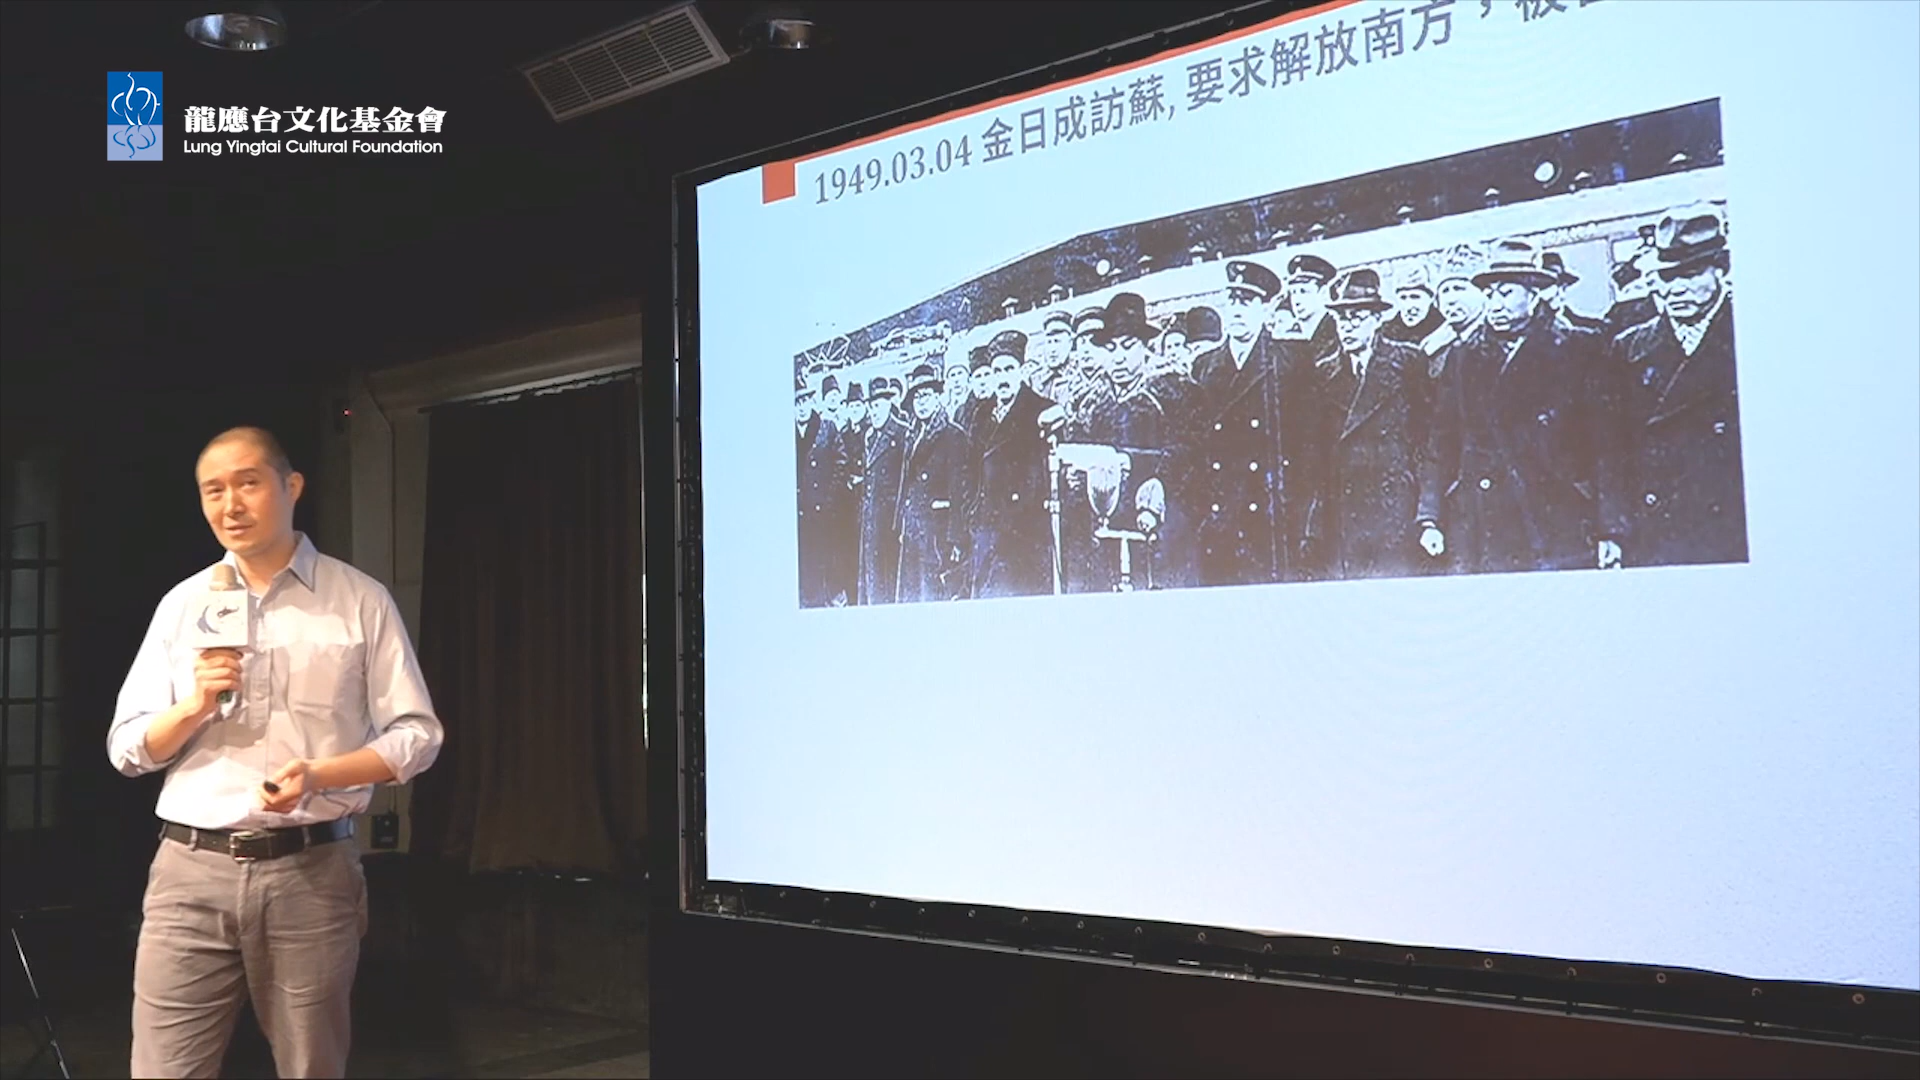 龍應台文化基金會
Lung Yingtai Cultural Foundation
1949.03.04 金日成訪蘇, 要求解放南方，被